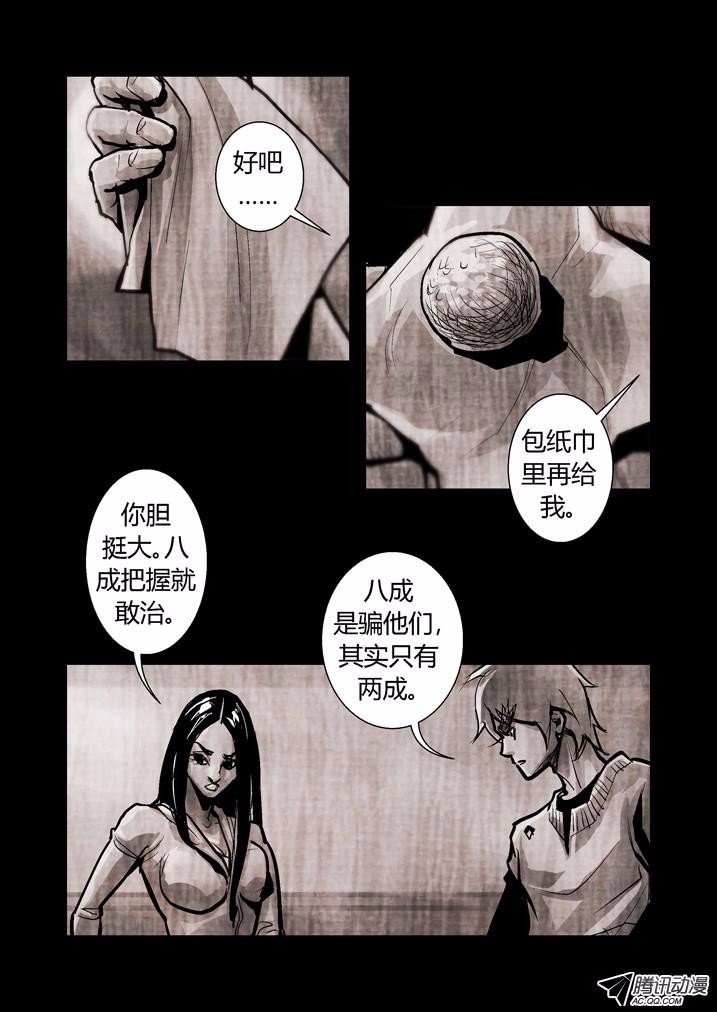 好吧
……
包纸巾
里再给
我。
你胆
挺大。八
成把握就
敢治。
八成
是骗他们，
其实只有
两成。
腾讯动漫
AC.QQ.COM